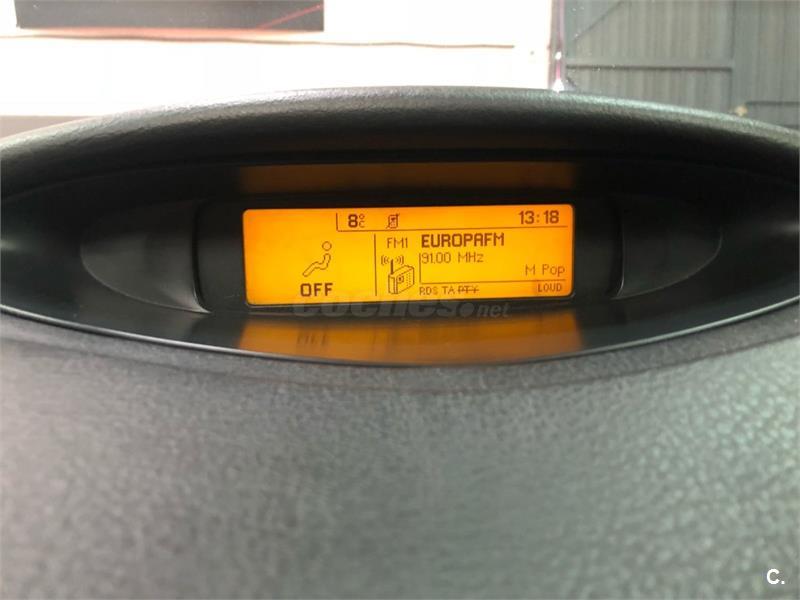 8°C 13:18
FM1 EUROPAFM
91.00 MHz
M Pop
OFF
RDS TA PTY LOUD
coches.net
C.